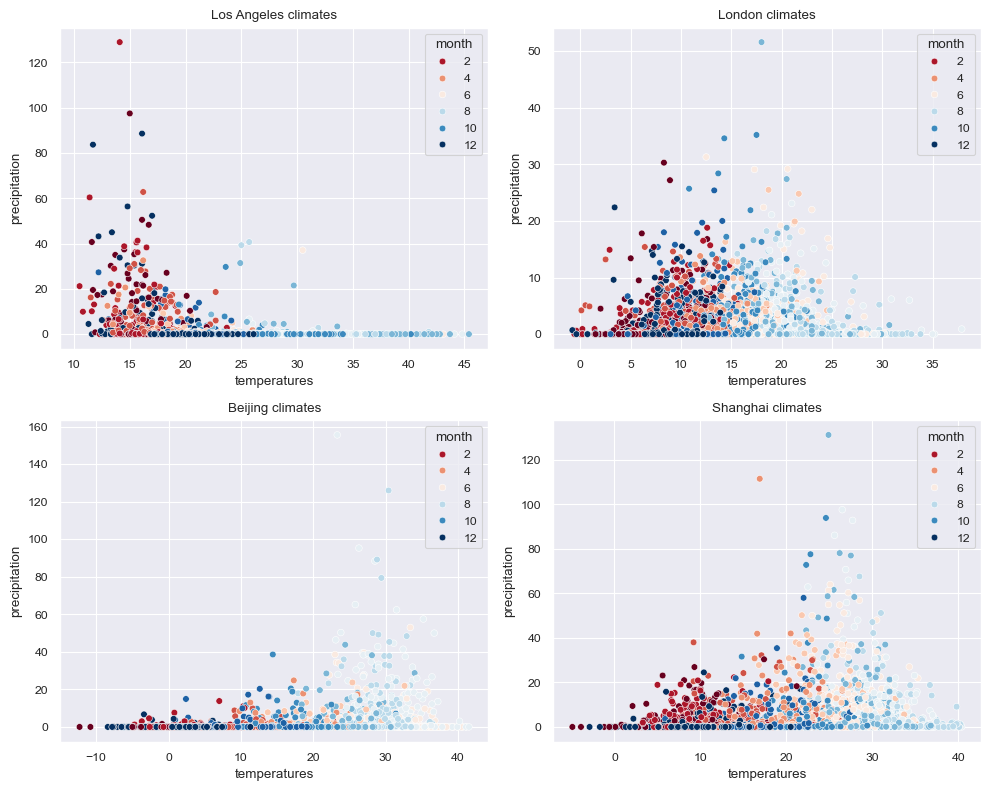 Los Angeles climates
month
2
4
6
8
10
12
precipitation
120
100
80
60
40
20
0
10 15 20 25 30 35 40 45
temperatures
London climates
month
2
4
6
8
10
12
precipitation
50
40
30
20
10
0
0 5 10 15 20 25 30 35
temperatures
Beijing climates
month
2
4
6
8
10
12
precipitation
160
140
120
100
80
60
40
20
0
−10 0 10 20 30 40
temperatures
Shanghai climates
month
2
4
6
8
10
12
precipitation
120
100
80
60
40
20
0
0 10 20 30 40
temperatures